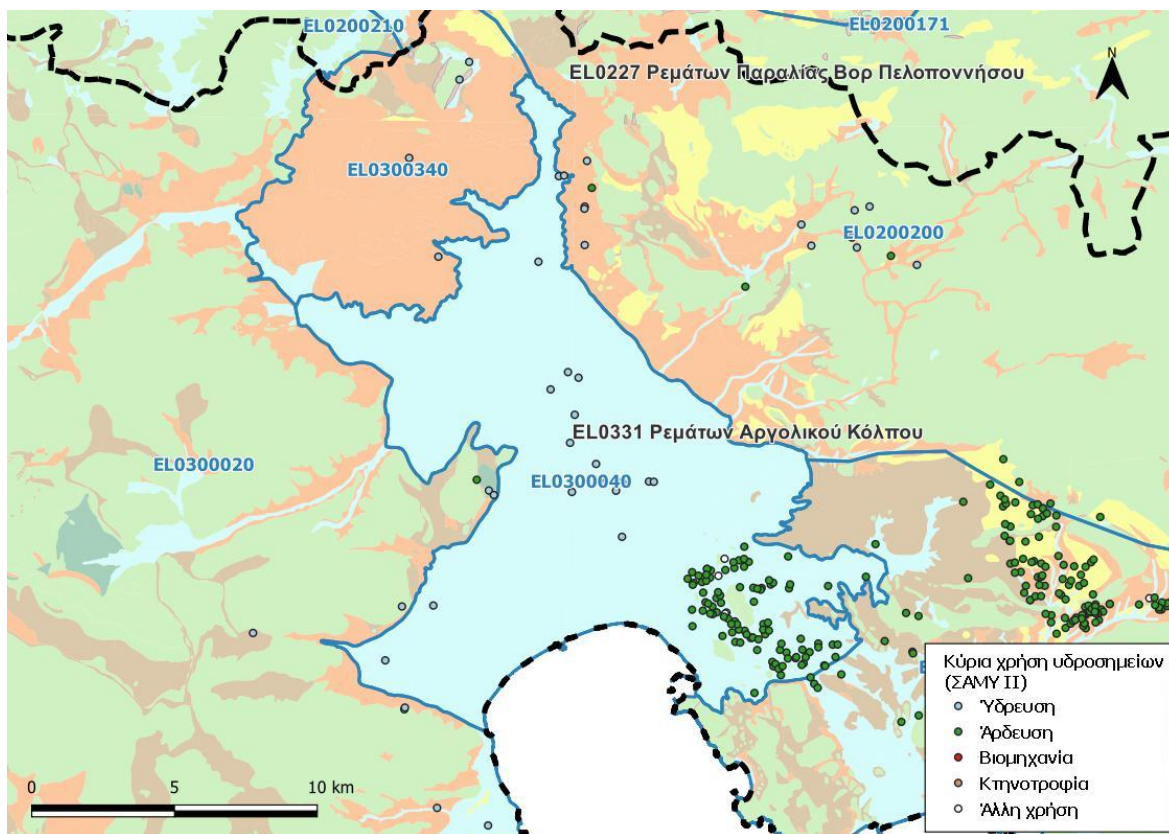 EL0200210
EL0200171
EL0227 Ρεμάτων Παραλίας Βορ Πελοποννήσου
N
EL0300340
EL0200200
EL0331 Ρεμάτων Αργολικού Κόλπου
EL0300020
EL0300040
Κύρια χρήση υδροσημείων
(ΣΑΜΥ ΙΙ)
Ύδρευση
Άρδευση
Βιομηχανία
Κτηνοτροφία
Άλλη χρήση
0 5 10 km